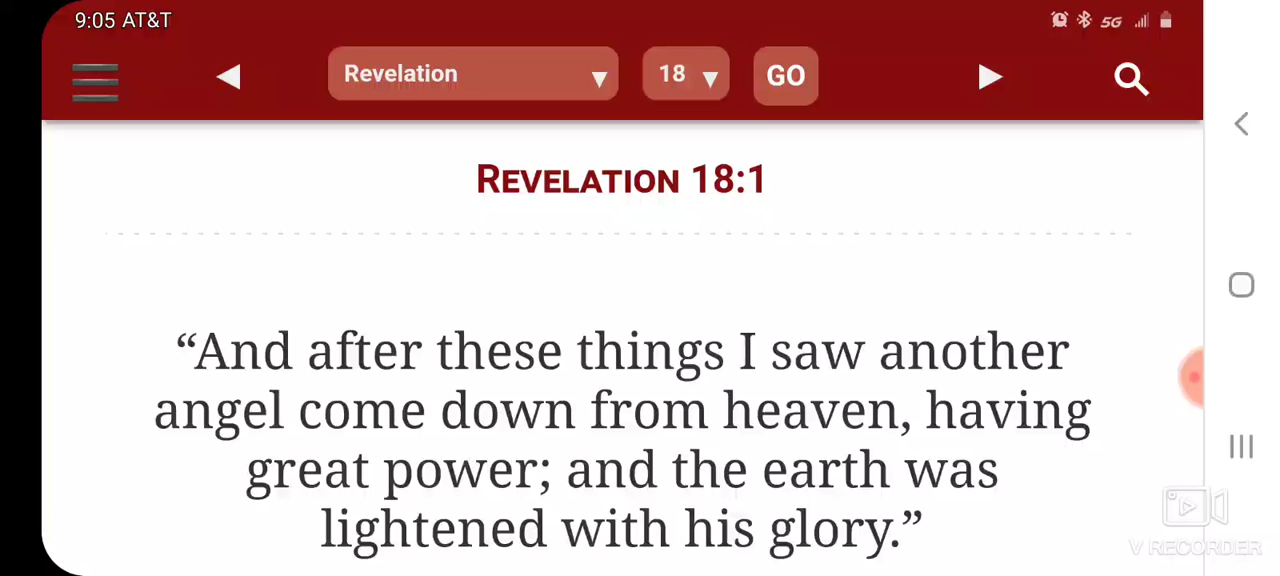 9:05 AT&T 5G
Revelation 18 GO
REVELATION 18:1
“And after these things I saw another
angel come down from heaven, having
great power; and the earth was
lightened with his glory.”
V RECORDER